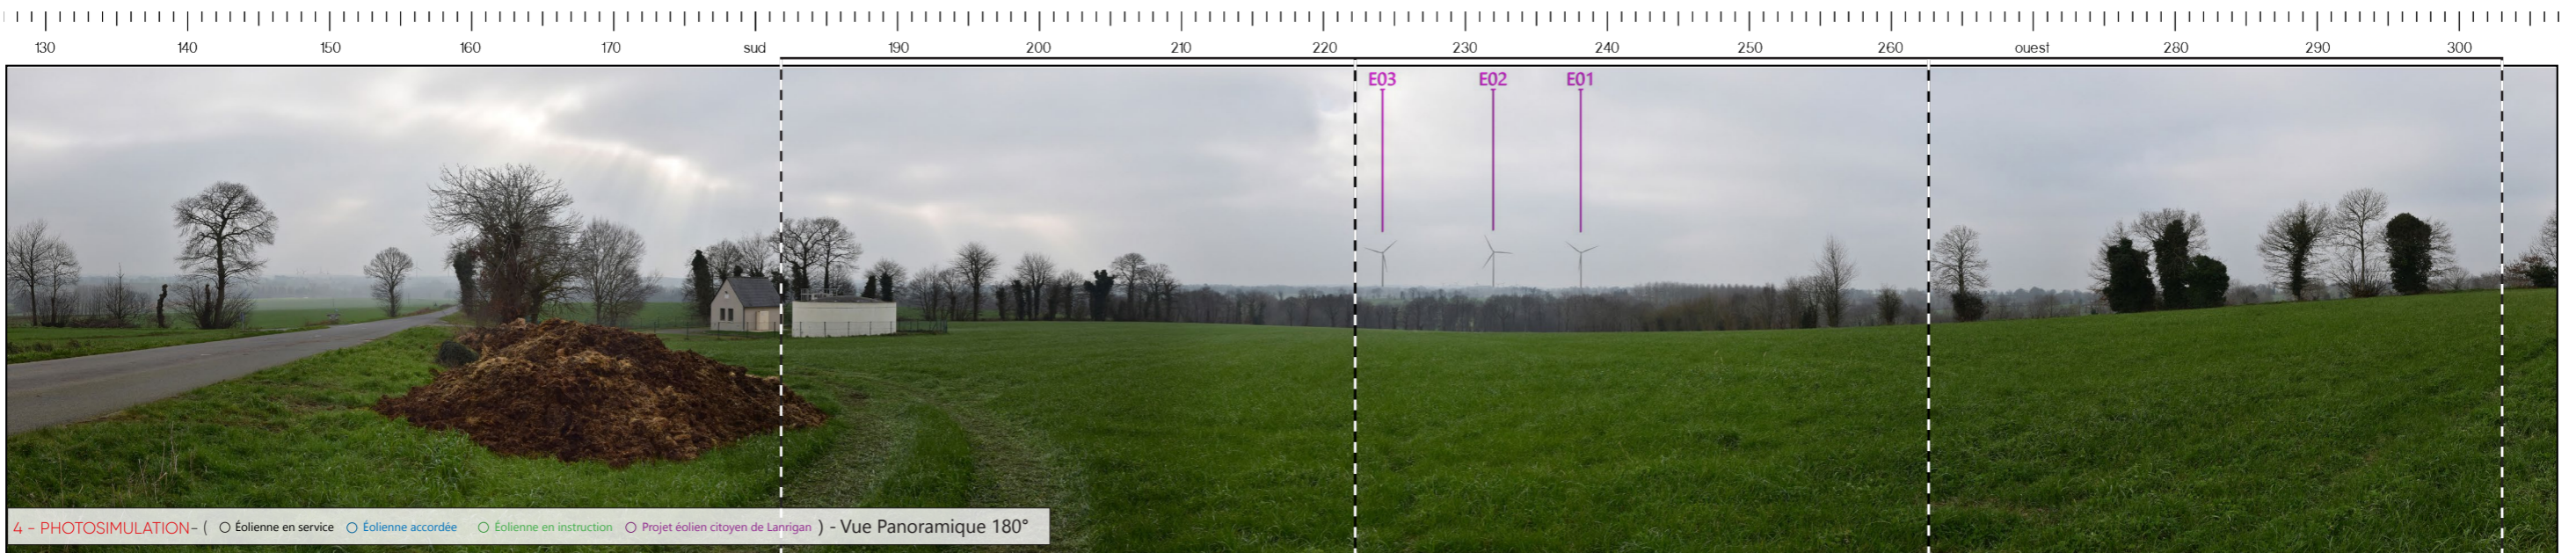 130 140 150 160 170 sud 190 200 210 220 230 240 250 260 ouest 280 290 300
E03 E02 E01
4 - PHOTOSIMULATION- ( Éolienne en service Éolienne accordée Éolienne en instruction Projet éolien citoyen de Lanrigan ) - Vue Panoramique 180°